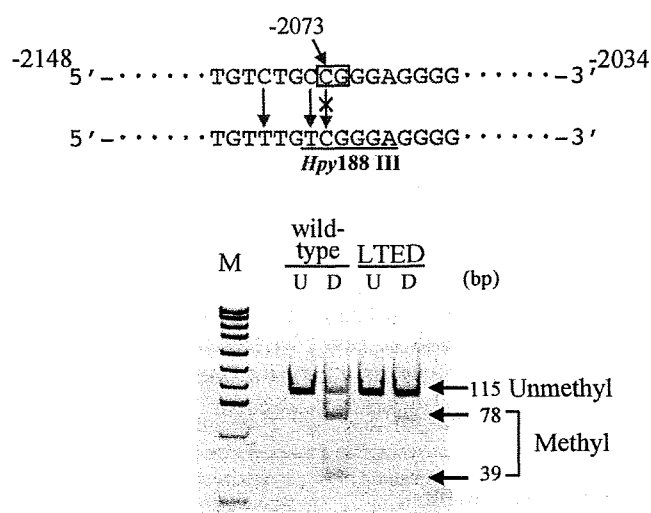 -2073
-2148
-2034
5'-······TGTCTGCCGGGAGGGG······-3'
5'-······TGTTTGTCGGGAGGGG······-3'
Hpy188 III
wild-
type LTED
M U D U D (bp)
115 Unmethyl
78
Methyl
39